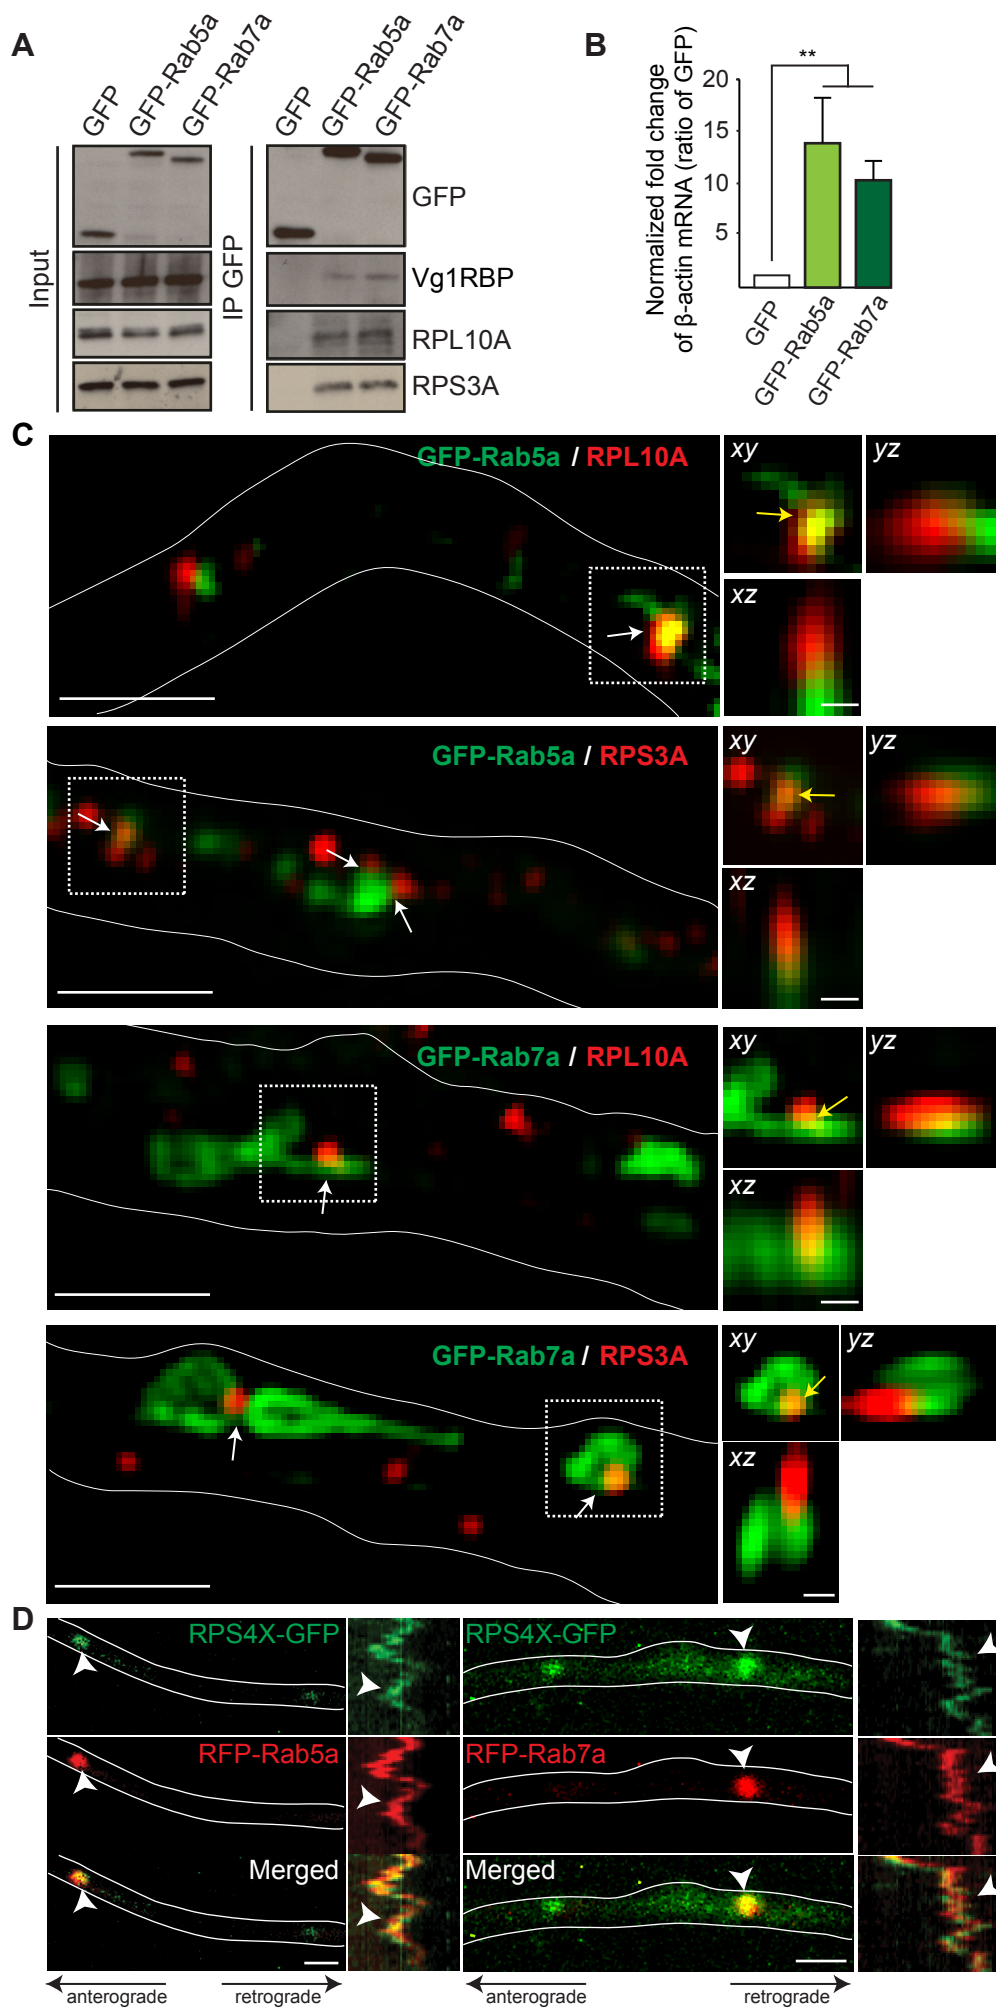 A
GFP
GFP-Rab5a
GFP-Rab7a
GFP
GFP-Rab5a
GFP-Rab7a
Input
IP GFP
GFP
Vg1RBP
RPL10A
RPS3A
B
Normalized fold change
of β-actin mRNA (ratio of GFP)
**
20
15
10
5
GFP
GFP-Rab5a
GFP-Rab7a
C
GFP-Rab5a / RPL10A
xy
yz
xz
GFP-Rab5a / RPS3A
xy
yz
xz
GFP-Rab7a / RPL10A
xy
yz
xz
GFP-Rab7a / RPS3A
xy
yz
xz
D
RPS4X-GFP
RPS4X-GFP
RFP-Rab5a
RFP-Rab7a
Merged
Merged
anterograde
retrograde
anterograde
retrograde